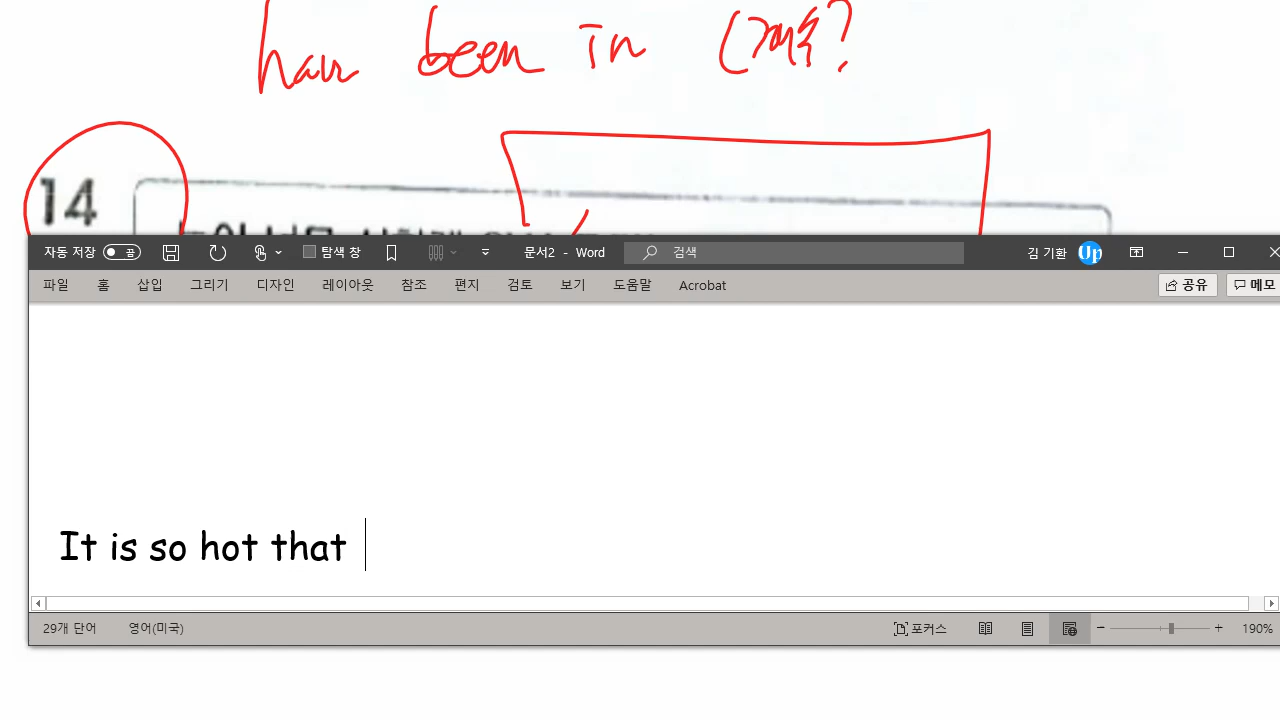 have been in (제주?
14
자동 저장 끔 탐색 창 문서2 - Word 검색 김 기환 Up
파일 홈 삽입 그리기 디자인 레이아웃 참조 편지 검토 보기 도움말 Acrobat 공유 메모
It is so hot that
29개 단어 영어(미국) 포커스 - + 190%